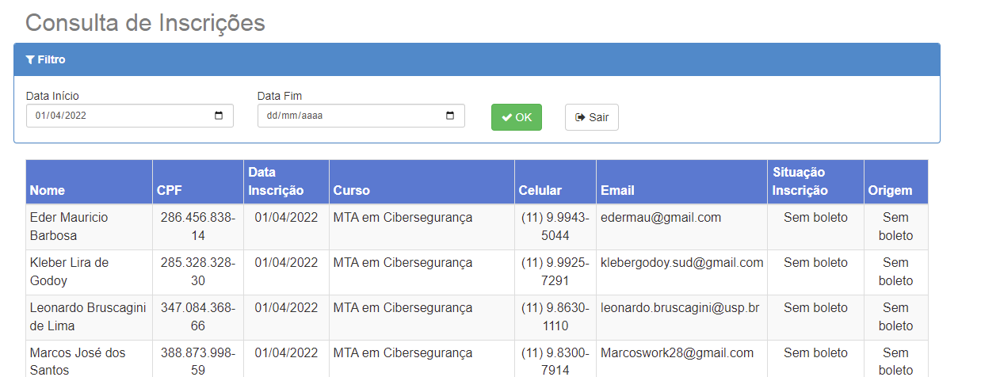 Consulta de Inscrições
Filtro
Data Início
Data Fim
01/04/2022
dd/mm/aaaa
OK
Sair
Nome
CPF
Data
Inscrição
Curso
Celular
Email
Situação
Inscrição
Origem
Eder Mauricio
Barbosa
286.456.838-
14
01/04/2022
MTA em Cibersegurança
(11) 9.9943-
5044
edermau@gmail.com
Sem boleto
Sem
boleto
Kleber Lira de
Godoy
285.328.328-
30
01/04/2022
MTA em Cibersegurança
(11) 9.9925-
7291
klebergodoy.sud@gmail.com
Sem boleto
Sem
boleto
Leonardo Bruscagini
de Lima
347.084.368-
66
01/04/2022
MTA em Cibersegurança
(11) 9.8630-
1110
leonardo.bruscagini@usp.br
Sem boleto
Sem
boleto
Marcos José dos
Santos
388.873.998-
59
01/04/2022
MTA em Cibersegurança
(11) 9.8300-
7914
Marcoswork28@gmail.com
Sem boleto
Sem
boleto